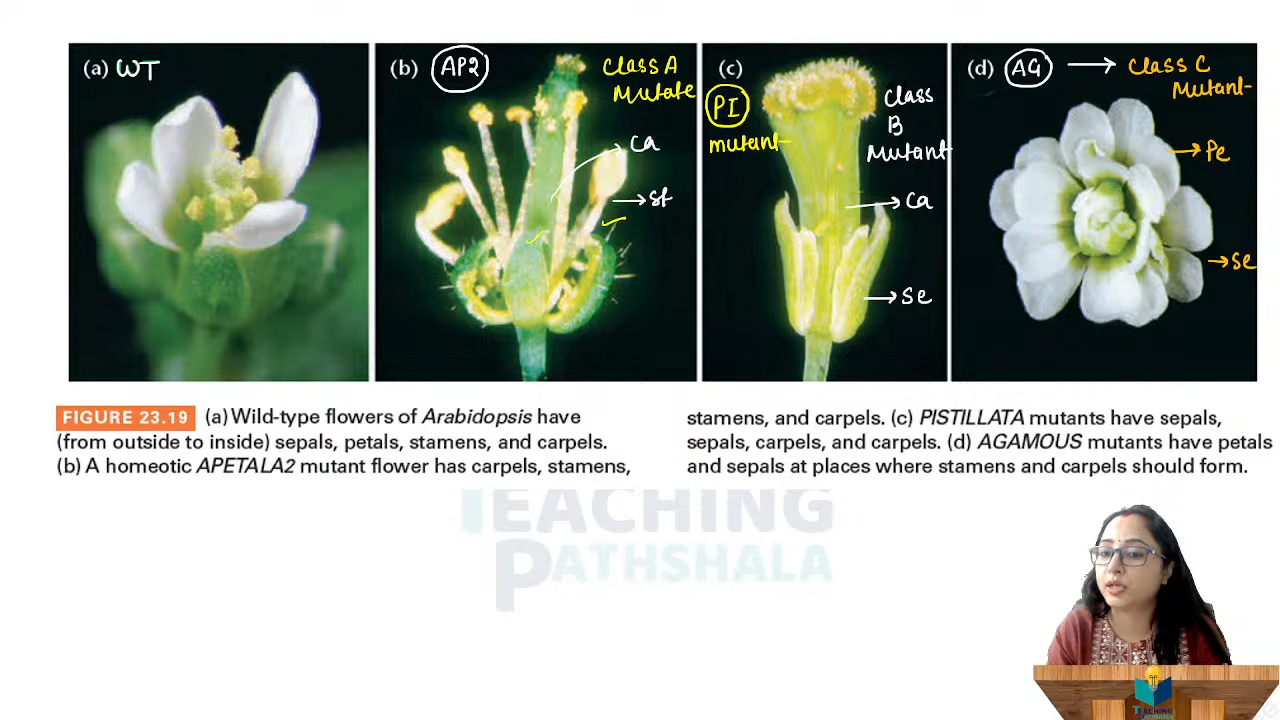 (a) WT
(b) AP2
Class A
Mutate
Ca
st
(c)
PI
mutant
Class
B
Mutant
Ca
Se
(d) AG → Class C
Mutant
Pe
Se
FIGURE 23.19 (a) Wild-type flowers of Arabidopsis have
(from outside to inside) sepals, petals, stamens, and carpels.
(b) A homeotic APETALA2 mutant flower has carpels, stamens,
stamens, and carpels. (c) PISTILLATA mutants have sepals,
sepals, carpels, and carpels. (d) AGAMOUS mutants have petals
and sepals at places where stamens and carpels should form.
TEACHING
PATHSHALA
TEACHING
PATHSHALA